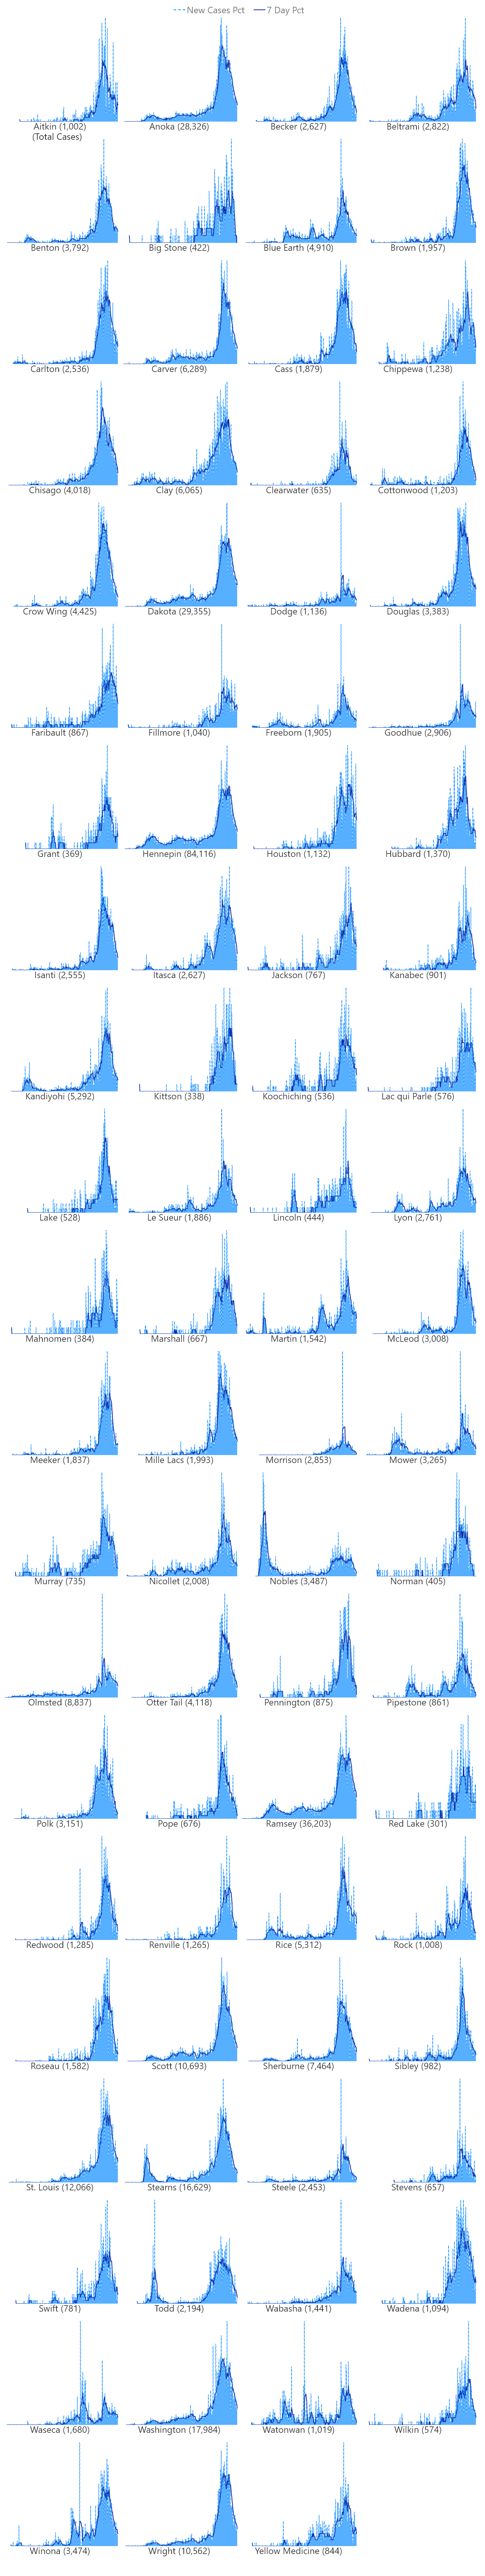 New Cases Pct 7 Day Pct
Aitkin (1,002) Anoka (28,326) Becker (2,627) Beltrami (2,822)
(Total Cases)
Benton (3,792) Big Stone (422) Blue Earth (4,910) Brown (1,957)
Carlton (2,536) Carver (6,289) Cass (1,879) Chippewa (1,238)
Chisago (4,018) Clay (6,065) Clearwater (635) Cottonwood (1,203)
Crow Wing (4,425) Dakota (29,355) Dodge (1,136) Douglas (3,383)
Faribault (867) Fillmore (1,040) Freeborn (1,905) Goodhue (2,906)
Grant (369) Hennepin (84,116) Houston (1,132) Hubbard (1,370)
Isanti (2,555) Itasca (2,627) Jackson (767) Kanabec (901)
Kandiyohi (5,292) Kittson (338) Koochiching (536) Lac qui Parle (576)
Lake (528) Le Sueur (1,886) Lincoln (444) Lyon (2,761)
Mahnomen (384) Marshall (667) Martin (1,542) McLeod (3,008)
Meeker (1,837) Mille Lacs (1,993) Morrison (2,853) Mower (3,265)
Murray (735) Nicollet (2,008) Nobles (3,487) Norman (405)
Olmsted (8,837) Otter Tail (4,118) Pennington (875) Pipestone (861)
Polk (3,151) Pope (676) Ramsey (36,203) Red Lake (301)
Redwood (1,285) Renville (1,265) Rice (5,312) Rock (1,008)
Roseau (1,582) Scott (10,693) Sherburne (7,464) Sibley (982)
St. Louis (12,066) Stearns (16,629) Steele (2,453) Stevens (657)
Swift (781) Todd (2,194) Wabasha (1,441) Wadena (1,094)
Waseca (1,680) Washington (17,984) Watonwan (1,019) Wilkin (574)
Winona (3,474) Wright (10,562) Yellow Medicine (844)